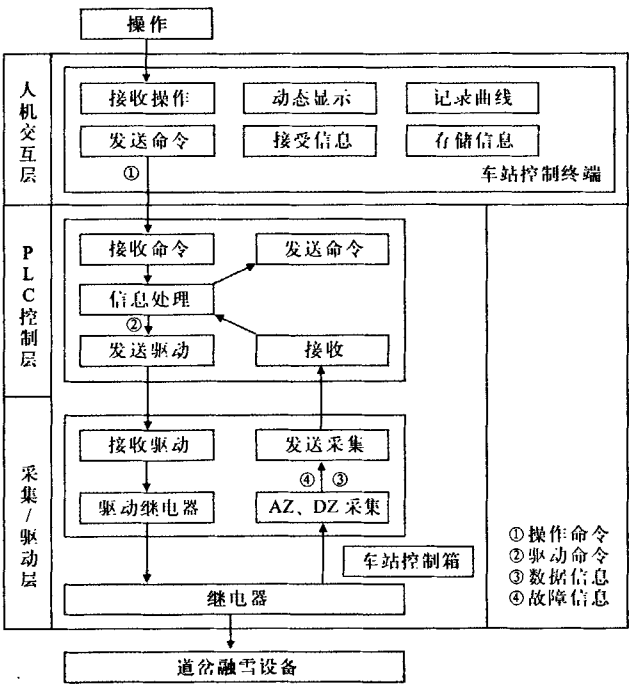 操作
人机交互层
接收操作
动态显示
记录曲线
发送命令
接受信息
存储信息
①
车站控制终端
PLC控制层
接收命令
发送命令
信息处理
②
发送驱动
接收
采集/驱动层
接收驱动
发送采集
④ ③
驱动继电器
AZ、DZ 采集
车站控制箱
继电器
①操作命令
②驱动命令
③数据信息
④故障信息
道岔融雪设备